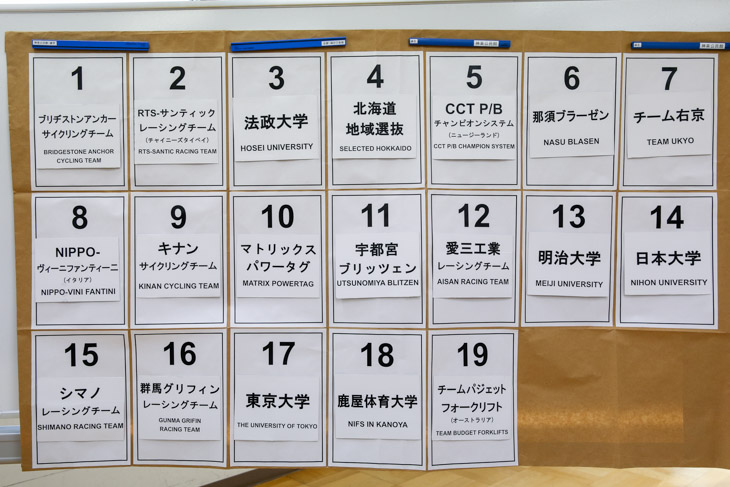 1
ブリヂストンアンカー
サイクリングチーム
BRIDGESTONE ANCHOR
CYCLING TEAM
2
RTS-サンティック
レーシングチーム
(チャイニーズタイペイ)
RTS-SANTIC RACING TEAM
3
法政大学
HOSEI UNIVERSITY
4
北海道
地域選抜
SELECTED HOKKAIDO
5
CCT P/B
チャンピオンシステム
(ニュージーランド)
CCT P/B CHAMPION SYSTEM
6
那須ブラーゼン
NASU BLASEN
7
チーム右京
TEAM UKYO
8
NIPPO-
ヴィーニファンティーニ
(イタリア)
NIPPO-VINI FANTINI
9
キナン
サイクリングチーム
KINAN CYCLING TEAM
10
マトリックス
パワータグ
MATRIX POWERTAG
11
宇都宮
ブリッツェン
UTSUNOMIYA BLITZEN
12
愛三工業
レーシングチーム
AISAN RACING TEAM
13
明治大学
MEIJI UNIVERSITY
14
日本大学
NIHON UNIVERSITY
15
シマノ
レーシングチーム
SHIMANO RACING TEAM
16
群馬グリフィン
レーシングチーム
GUNMA GRIFIN
RACING TEAM
17
東京大学
THE UNIVERSITY OF TOKYO
18
鹿屋体育大学
NIFS IN KANOYA
19
チームバジェット
フォークリフト
(オーストラリア)
TEAM BUDGET FORKLIFTS